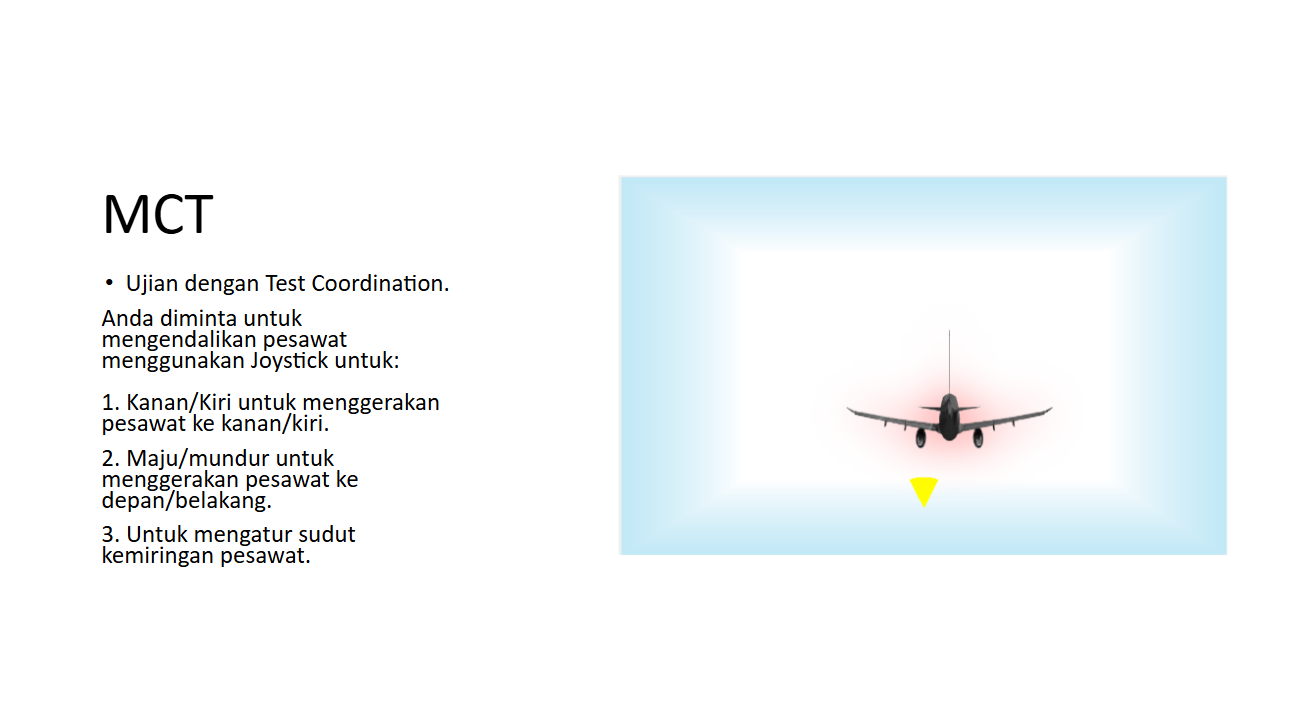 MCT
• Ujian dengan Test Coordination.
Anda diminta untuk
mengendalikan pesawat
menggunakan Joystick untuk:
1. Kanan/Kiri untuk menggerakan
pesawat ke kanan/kiri.
2. Maju/mundur untuk
menggerakan pesawat ke
depan/belakang.
3. Untuk mengatur sudut
kemiringan pesawat.